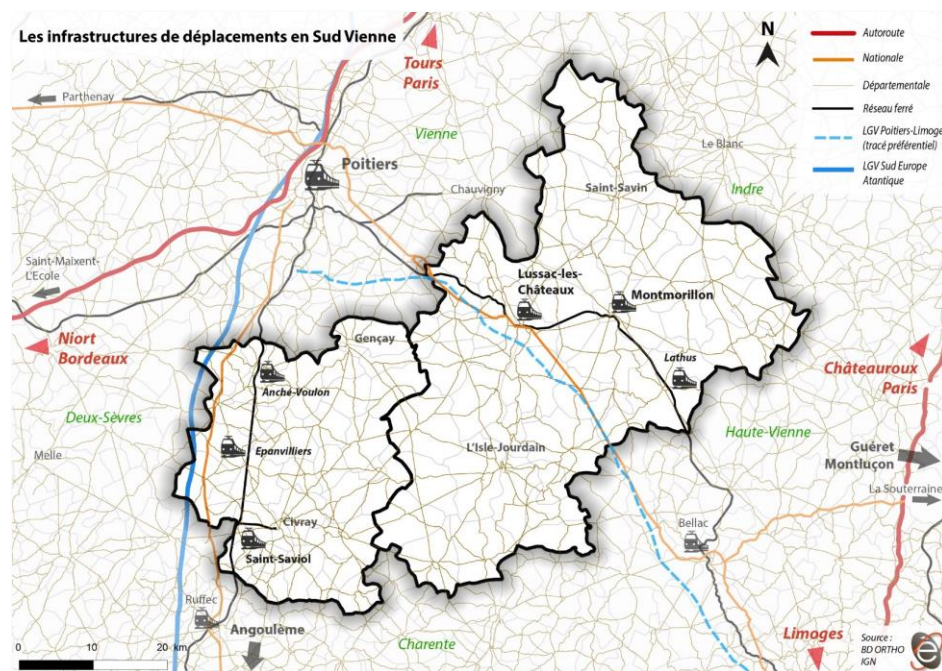 Les infrastructures de déplacements en Sud Vienne
N
Autoroute
Nationale
Départementale
Réseau ferré
LGV Poitiers-Limoge
(tracé préférentiel)
LGV Sud Europe
Atantique
Tours
Paris
Parthenay
Vienne
Le Blanc
Poitiers
Chauvigny
Saint-Savin
Indre
Saint-Maixent-
L'Ecole
Lussac-les-
Châteaux
Montmorillon
Niort
Bordeaux
Gençay
Lathus
Châteauroux
Paris
Anché-Voulon
Deux-Sèvres
Haute-Vienne
Melle
Epanvilliers
L'Isle-Jourdain
Guéret
Montluçon
La Souterraine
Civray
Bellac
Saint-Saviol
Ruffec
Angoulème
Charente
Limoges
Source :
BD ORTHO
IGN
0 10 20 km